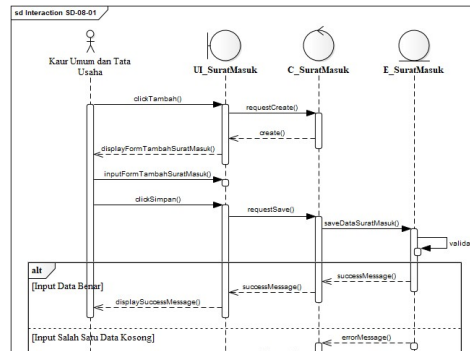 sd Interaction SD-08-01
Kaur Umum dan Tata
Usaha
UI_SuratMasuk
C_SuratMasuk
E_SuratMasuk
clickTambah()
requestCreate()
create()
displayFormTambahSuratMasuk()
inputFormTambahSuratMasuk()
clickSimpan()
requestSave()
saveDataSuratMasuk()
valida
alt
[Input Data Benar]
successMessage()
successMessage()
displaySuccessMessage()
[Input Salah Satu Data Kosong]
errorMessage()